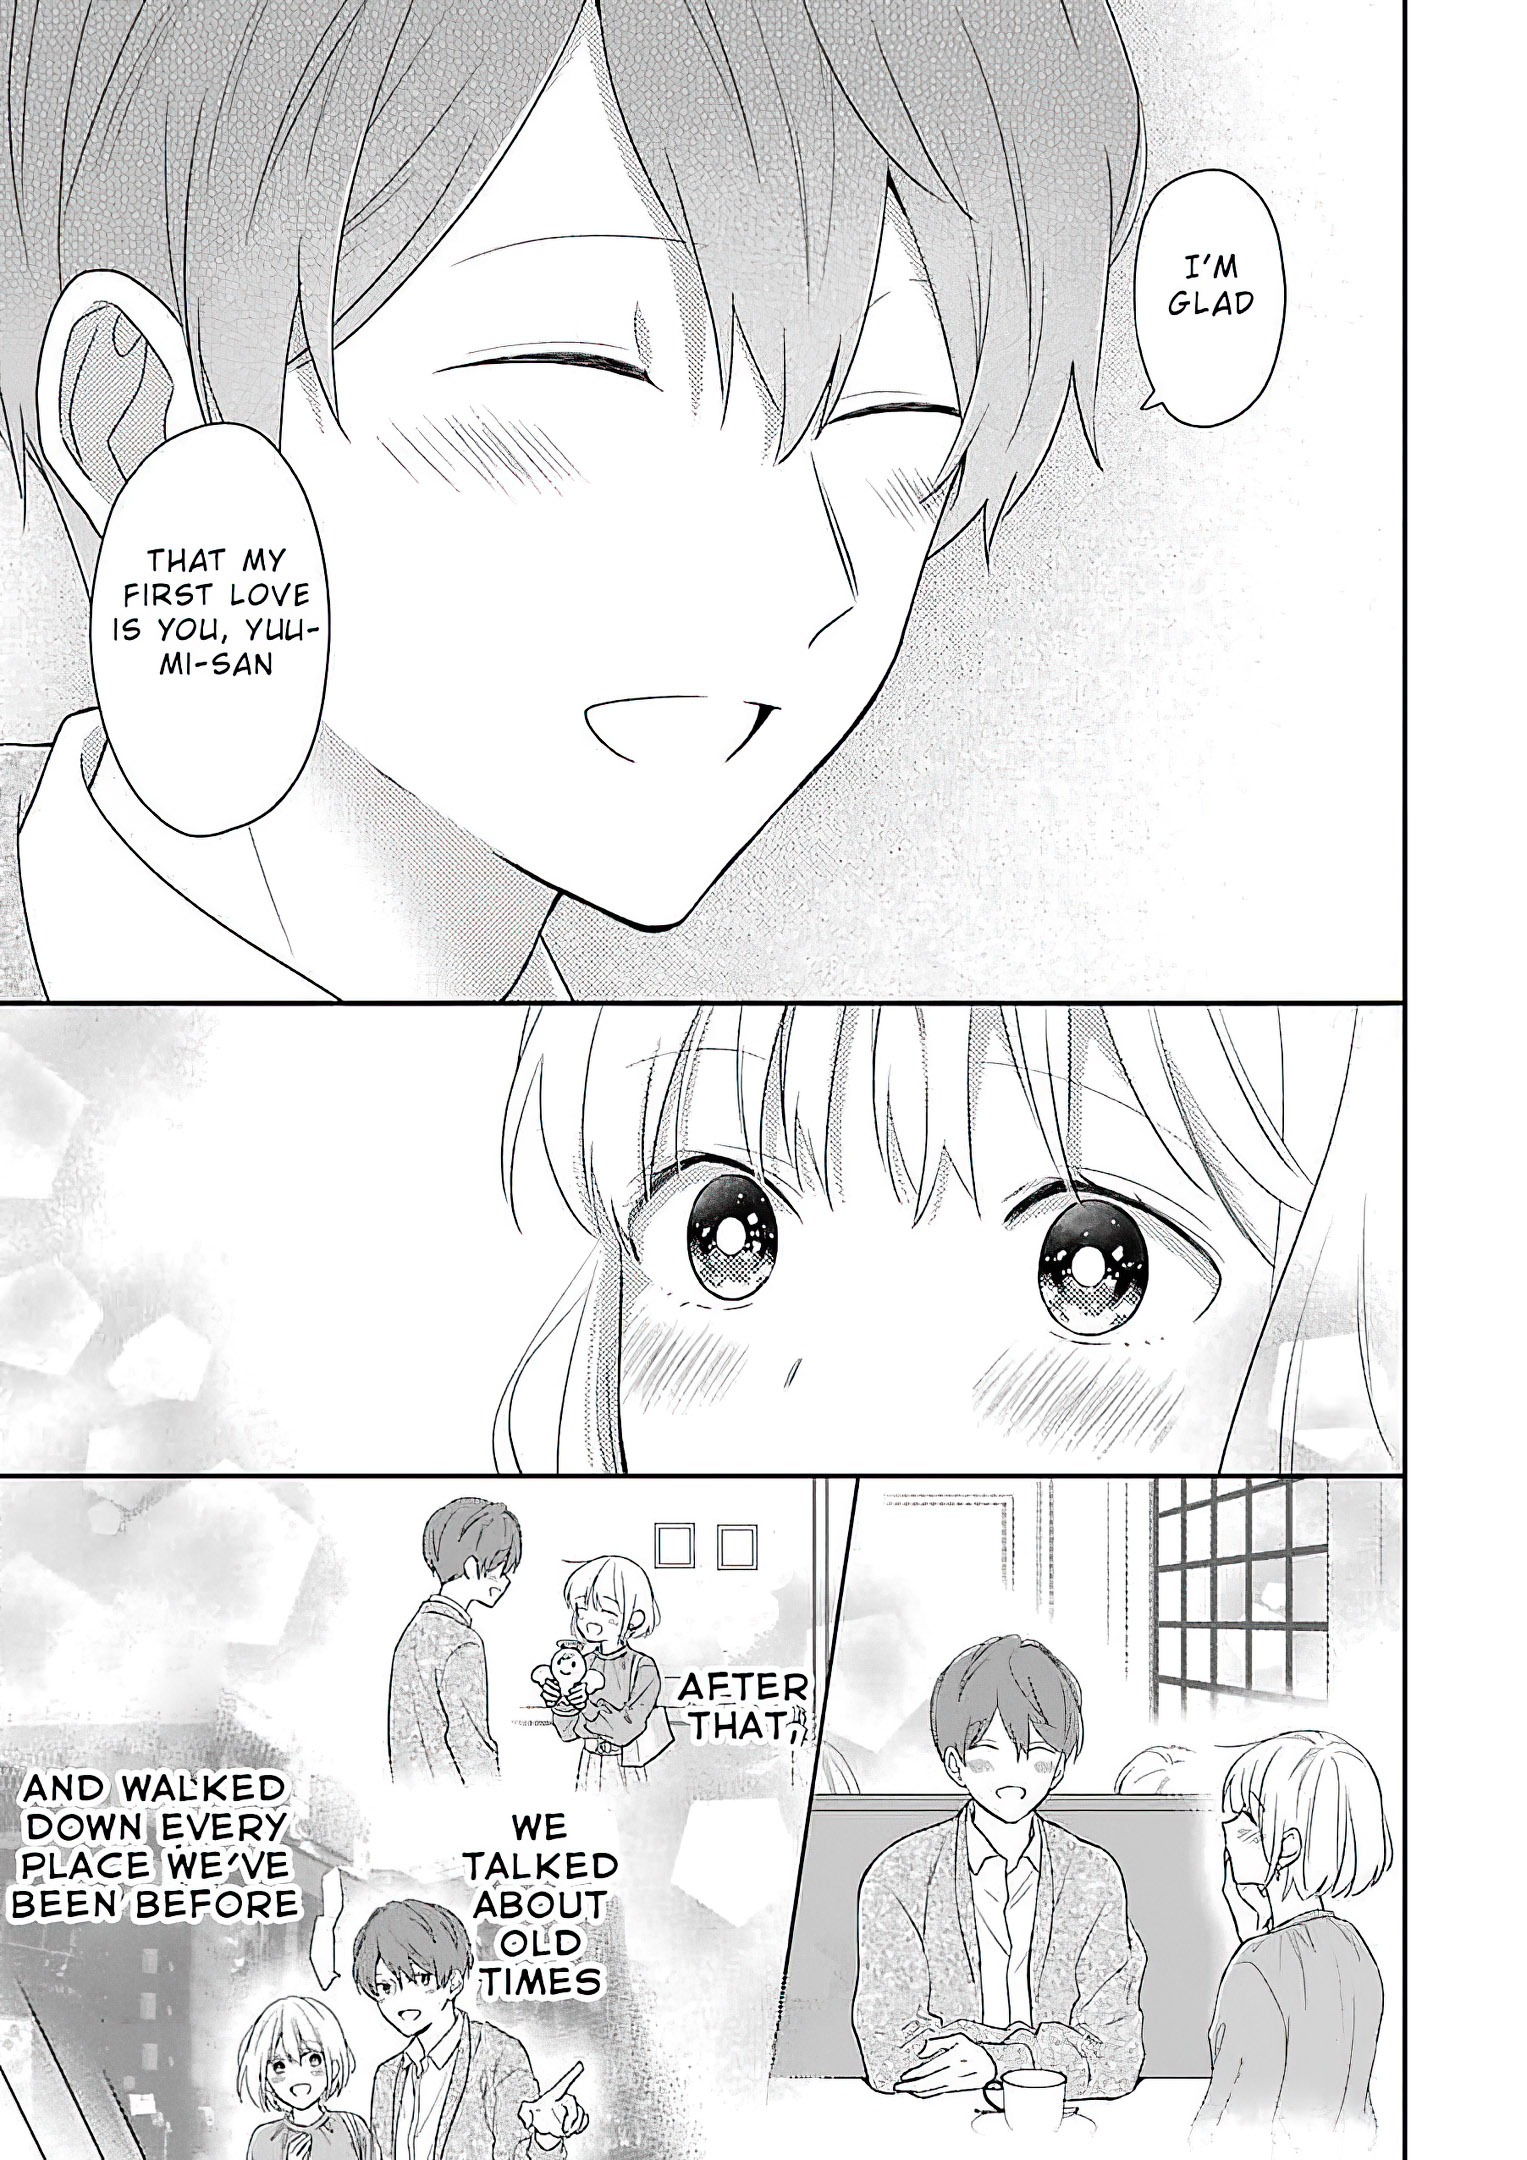 I'M
GLAD
THAT MY
FIRST LOVE
IS YOU, YUU-
MI-SAN
AFTER
THAT,
WE
TALKED
ABOUT
OLD
TIMES
AND WALKED
DOWN EVERY
PLACE WE'VE
BEEN BEFORE